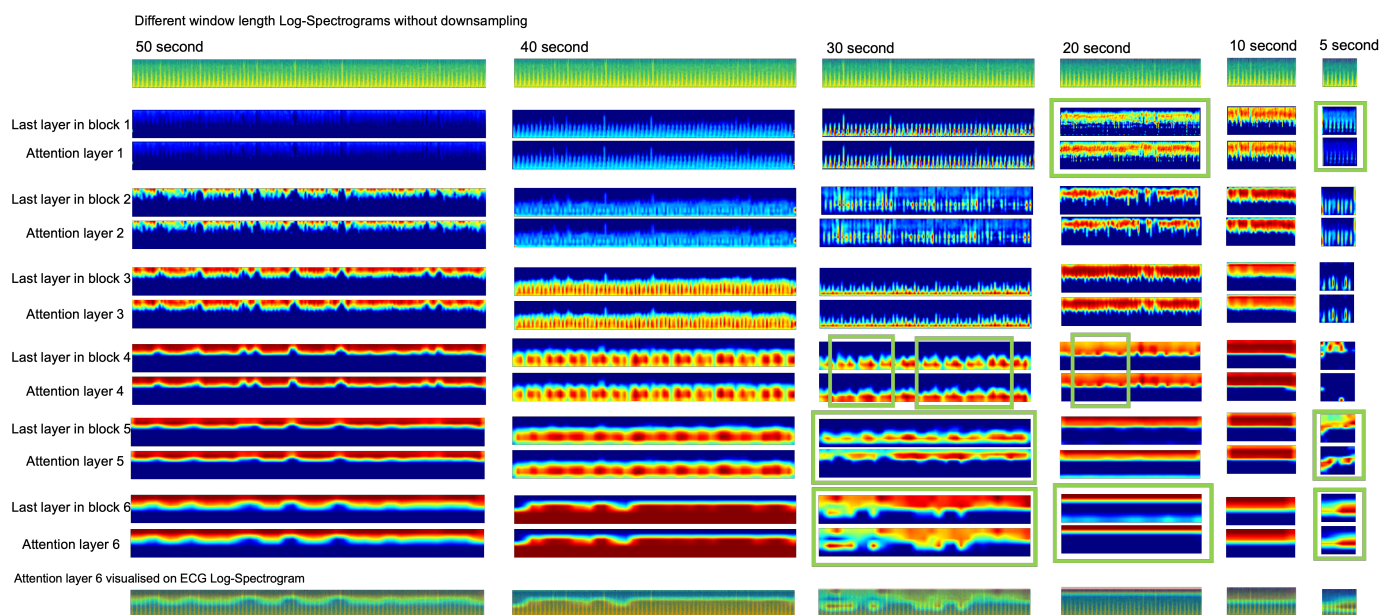 Different window length Log-Spectrograms without downsampling
50 second
40 second
30 second
20 second
10 second
5 second
Last layer in block 1
Attention layer 1
Last layer in block 2
Attention layer 2
Last layer in block 3
Attention layer 3
Last layer in block 4
Attention layer 4
Last layer in block 5
Attention layer 5
Last layer in block 6
Attention layer 6
Attention layer 6 visualised on ECG Log-Spectrogram